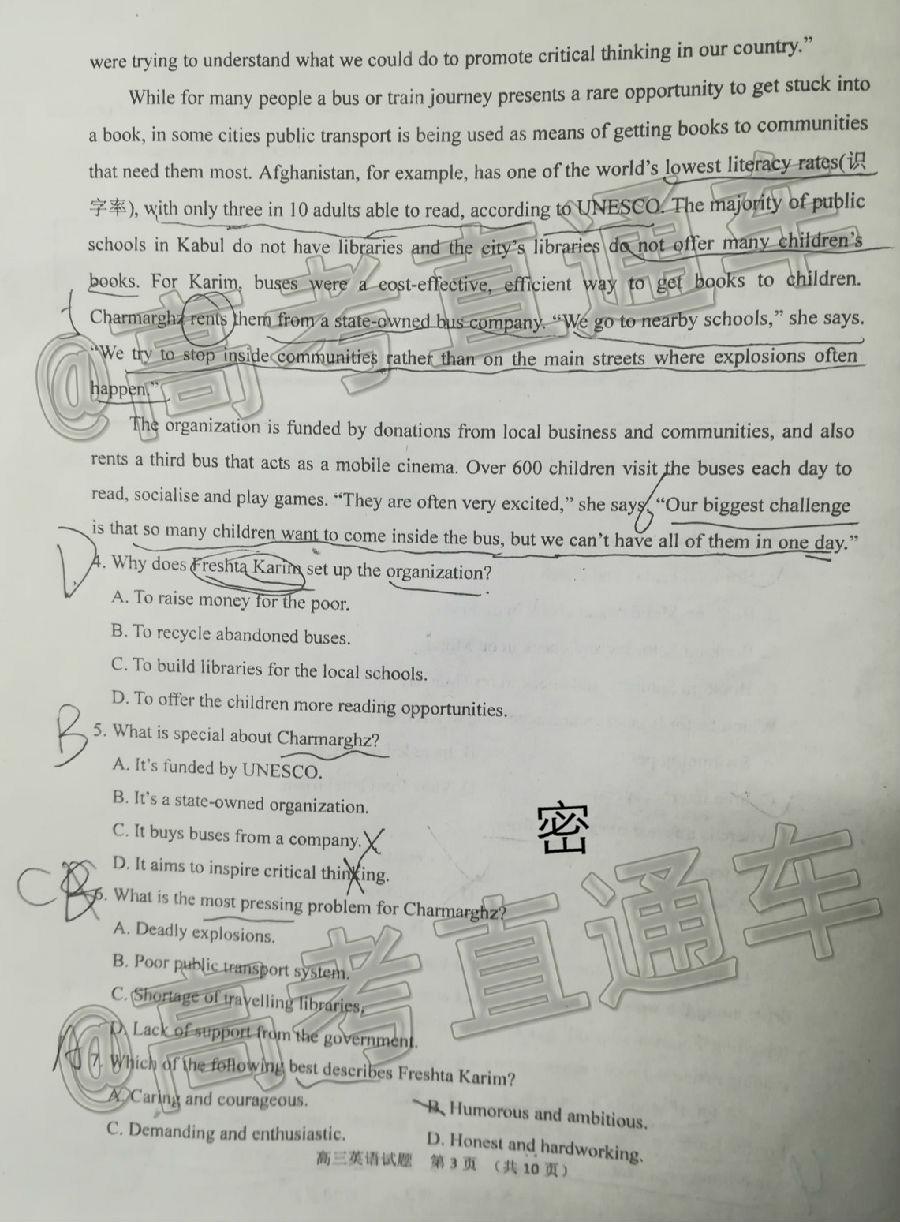 were trying to understand what we could do to promote critical thinking in our country.”
While for many people a bus or train journey presents a rare opportunity to get stuck into
a book, in some cities public transport is being used as means of getting books to communities
that need them most. Afghanistan, for example, has one of the world's lowest literacy rates(识
字率), with only three in 10 adults able to read, according to UNESCO. The majority of public
schools in Kabul do not have libraries and the city's libraries do not offer many children's
books. For Karim, buses were a cost-effective, efficient way to get books to children.
Charmarghz rents them from a state-owned bus company. “We go to nearby schools,” she says.
“We try to stop inside communities rather than on the main streets where explosions often
happen.”
The organization is funded by donations from local business and communities, and also
rents a third bus that acts as a mobile cinema. Over 600 children visit the buses each day to
read, socialise and play games. “They are often very excited,” she says. “Our biggest challenge
is that so many children want to come inside the bus, but we can't have all of them in one day.”
D
4. Why does Freshta Karim set up the organization?
A. To raise money for the poor.
B. To recycle abandoned buses.
C. To build libraries for the local schools.
D. To offer the children more reading opportunities.
B
5. What is special about Charmarghz?
A. It's funded by UNESCO.
B. It's a state-owned organization.
C. It buys buses from a company.
D. It aims to inspire critical thinking.
密
C
6. What is the most pressing problem for Charmarghz?
A. Deadly explosions.
B. Poor public transport system.
C. Shortage of travelling libraries.
D. Lack of support from the government.
A
7. Which of the following best describes Freshta Karim?
A. Caring and courageous.
B. Humorous and ambitious.
C. Demanding and enthusiastic.
D. Honest and hardworking.
高三英语试题 第3页 (共10页)
@高考直通车
@高考直通车